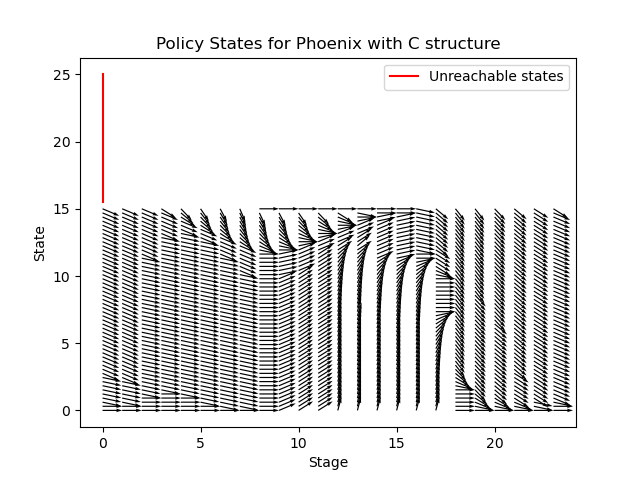 Policy States for Phoenix with C structure
Unreachable states
25
20
15
10
5
0
State
0 5 10 15 20
Stage